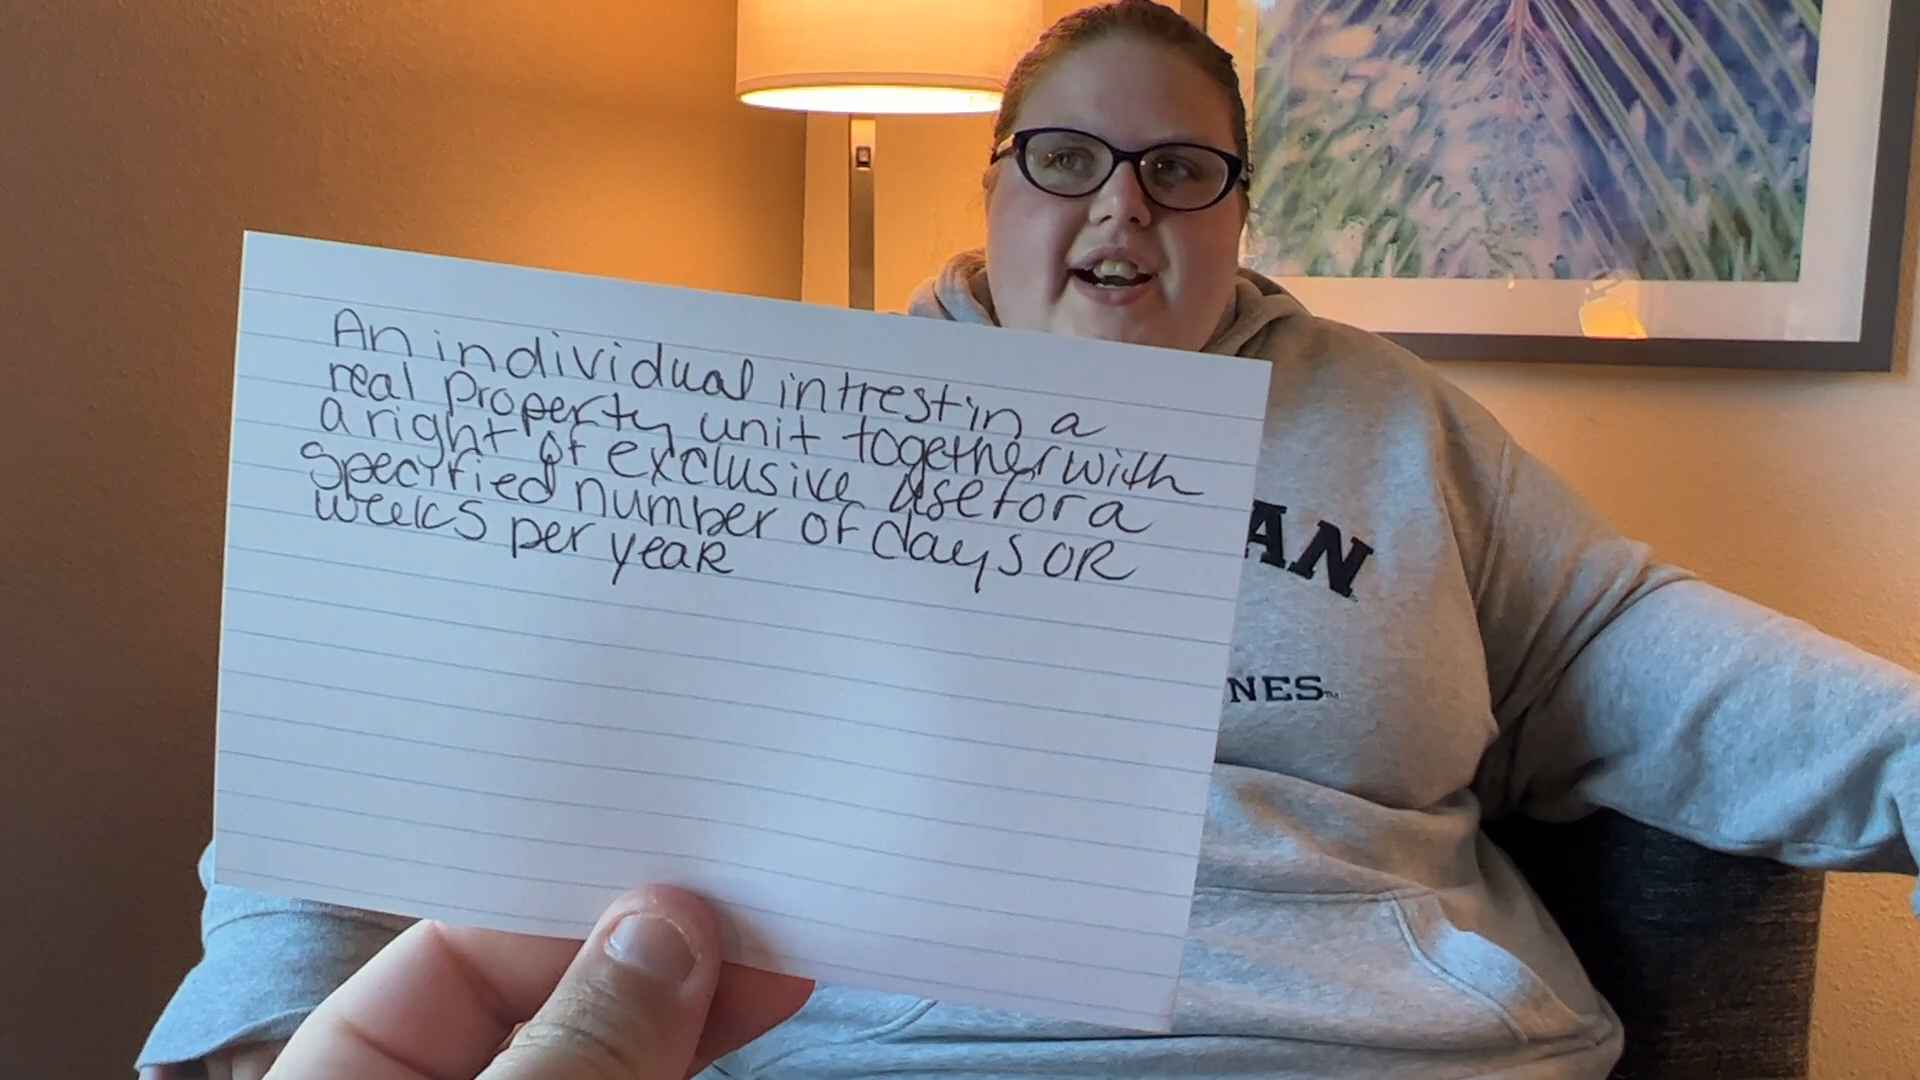 An individual intrest in a
real property unit together with
a right of exclusive use for a
specified number of days OR
weeks per year
AN
NES™